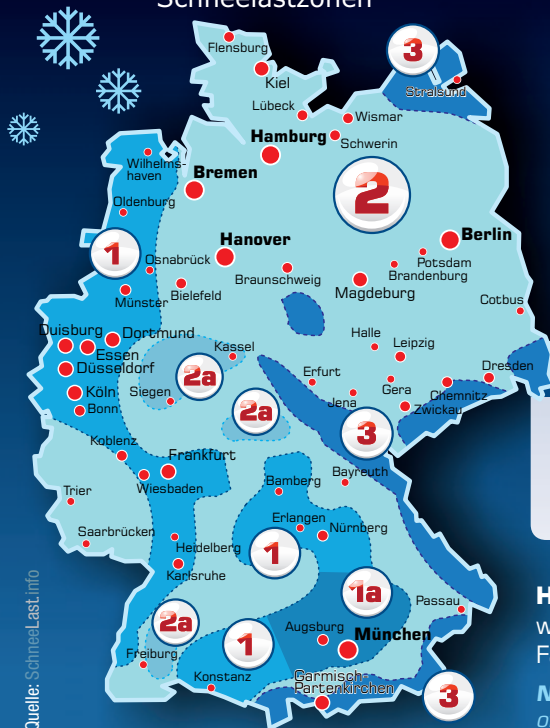 Schneelastzonen
Flensburg
3
Kiel
Stralsund
Lübeck
Wismar
Hamburg
Schwerin
Wilhelms-
haven
Bremen
2
Oldenburg
Hanover
Berlin
1
Osnabrück
Potsdam
Braunschweig
Brandenburg
Münster
Bielefeld
Magdeburg
Cotbus
Duisburg
Dortmund
Halle
Essen
Kassel
Leipzig
Düsseldorf
2a
Erfurt
Dresden
Köln
Siegen
Gera
Chemnitz
Bonn
2a
Jena
Zwickau
3
Koblenz
Frankfurt
Bayreuth
Wiesbaden
Bamberg
Trier
Erlangen
Nürnberg
Saarbrücken
Heidelberg
1
Karlsruhe
1a
Passau
2a
Augsburg
München
1
Freiburg
Konstanz
Garmisch-
Partenkirchen
3
Quelle: SchneeLast.info
H
w
F